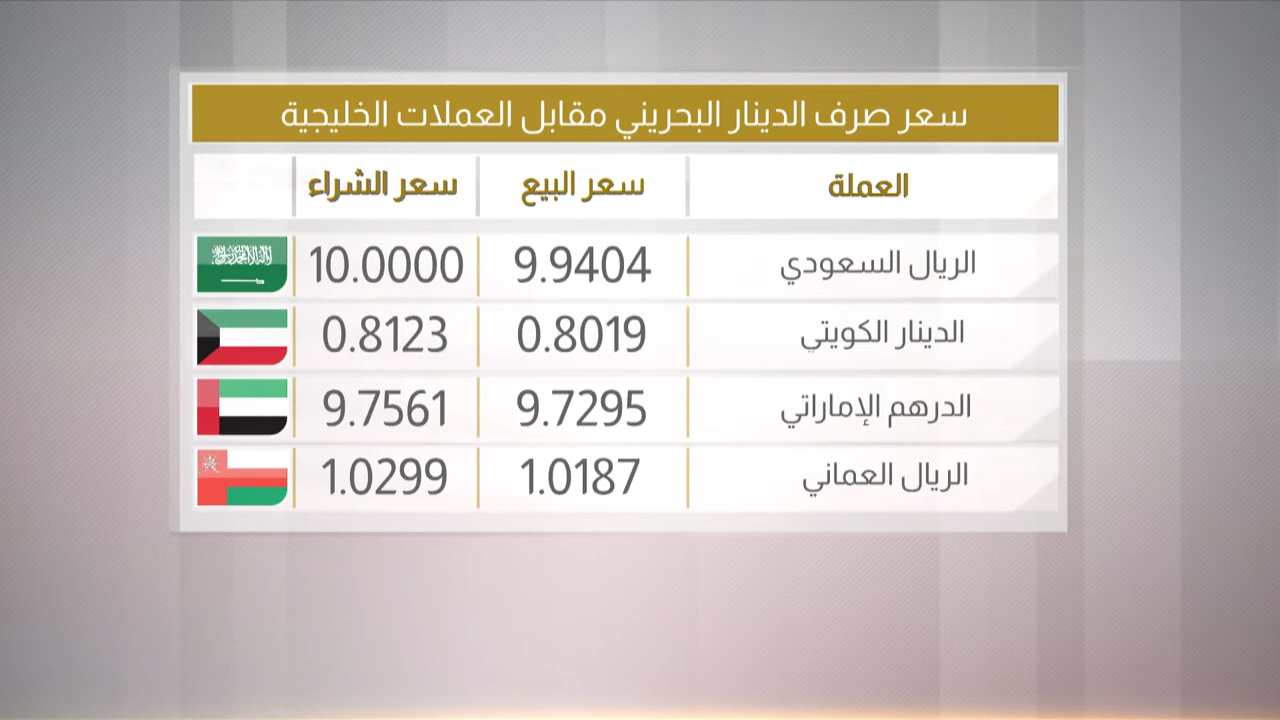 سعر صرف الدينار البحريني مقابل العملات الخليجية
العملة سعر البيع سعر الشراء
الريال السعودي 9.9404 10.0000
الدينار الكويتي 0.8019 0.8123
الدرهم الإماراتي 9.7295 9.7561
الريال العماني 1.0187 1.0299